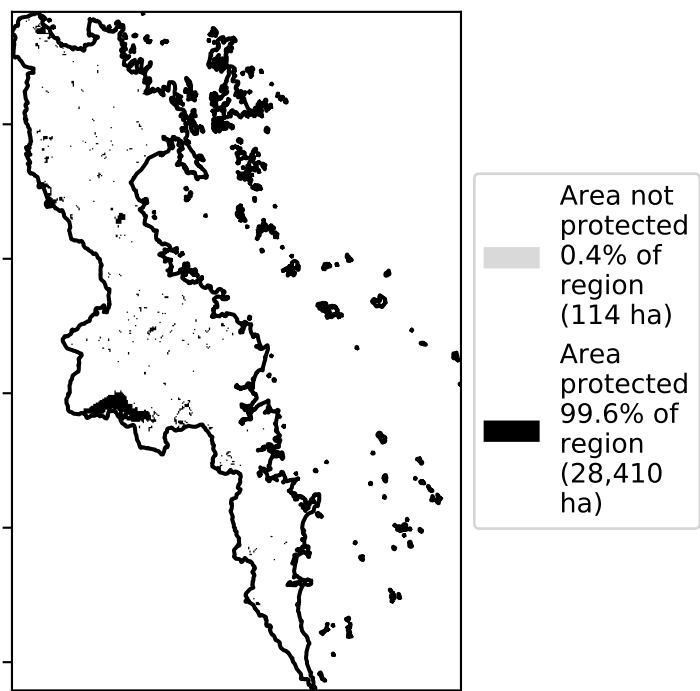 Area not
protected
0.4% of
region
(114 ha)
Area
protected
99.6% of
region
(28,410
ha)